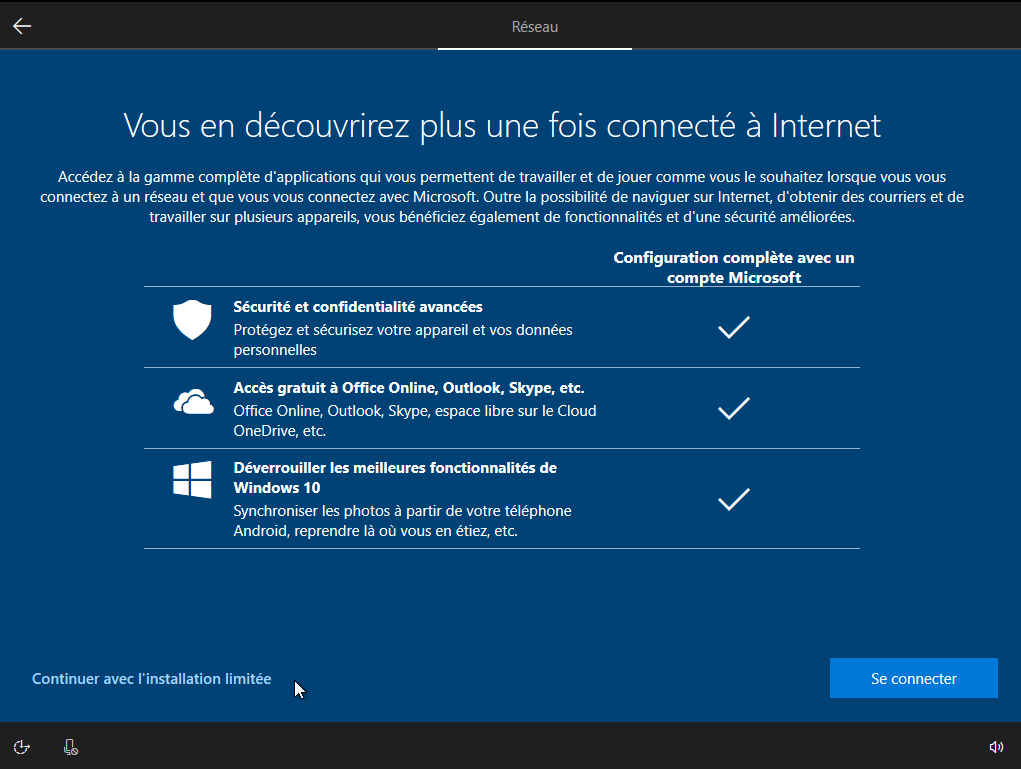 Réseau
Vous en découvrirez plus une fois connecté à Internet
Accédez à la gamme complète d'applications qui vous permettent de travailler et de jouer comme vous le souhaitez lorsque vous vous
connectez à un réseau et que vous vous connectez avec Microsoft. Outre la possibilité de naviguer sur Internet, d'obtenir des courriers et de
travailler sur plusieurs appareils, vous bénéficiez également de fonctionnalités et d'une sécurité améliorées.
Configuration complète avec un
compte Microsoft
Sécurité et confidentialité avancées
Protégez et sécurisez votre appareil et vos données
personnelles
Accès gratuit à Office Online, Outlook, Skype, etc.
Office Online, Outlook, Skype, espace libre sur le Cloud
OneDrive, etc.
Déverrouiller les meilleures fonctionnalités de
Windows 10
Synchroniser les photos à partir de votre téléphone
Android, reprendre là où vous en étiez, etc.
Continuer avec l'installation limitée
Se connecter